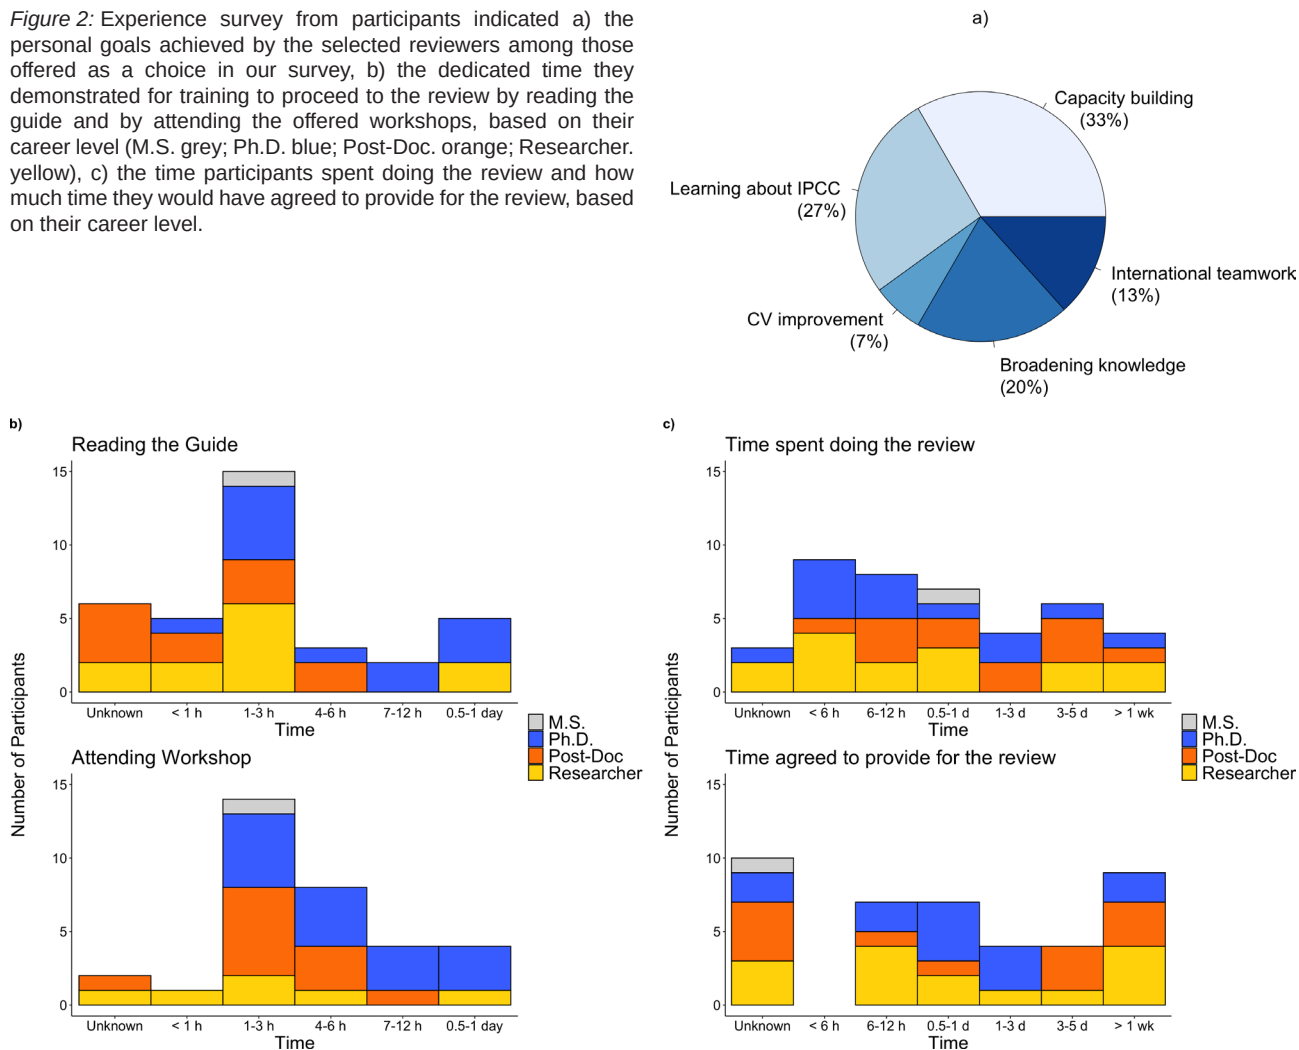 Figure 2: Experience survey from participants indicated a) the
personal goals achieved by the selected reviewers among those
offered as a choice in our survey, b) the dedicated time they
demonstrated for training to proceed to the review by reading the
guide and by attending the offered workshops, based on their
career level (M.S. grey; Ph.D. blue; Post-Doc. orange; Researcher.
yellow), c) the time participants spent doing the review and how
much time they would have agreed to provide for the review, based
on their career level.
a)
Capacity building
(33%)
Learning about IPCC
(27%)
International teamwork
(13%)
CV improvement
(7%)
Broadening knowledge
(20%)
b)
Reading the Guide
15
10
5
0
Unknown < 1 h 1-3 h 4-6 h 7-12 h 0.5-1 day
Time
Attending Workshop
15
10
5
0
Unknown < 1 h 1-3 h 4-6 h 7-12 h 0.5-1 day
Time
Number of Participants
M.S.
Ph.D.
Post-Doc
Researcher
c)
Time spent doing the review
15
10
5
0
Unknown < 6 h 6-12 h 0.5-1 d 1-3 d 3-5 d > 1 wk
Time
Time agreed to provide for the review
15
10
5
0
Unknown < 6 h 6-12 h 0.5-1 d 1-3 d 3-5 d > 1 wk
Time
Number of Participants
M.S.
Ph.D.
Post-Doc
Researcher